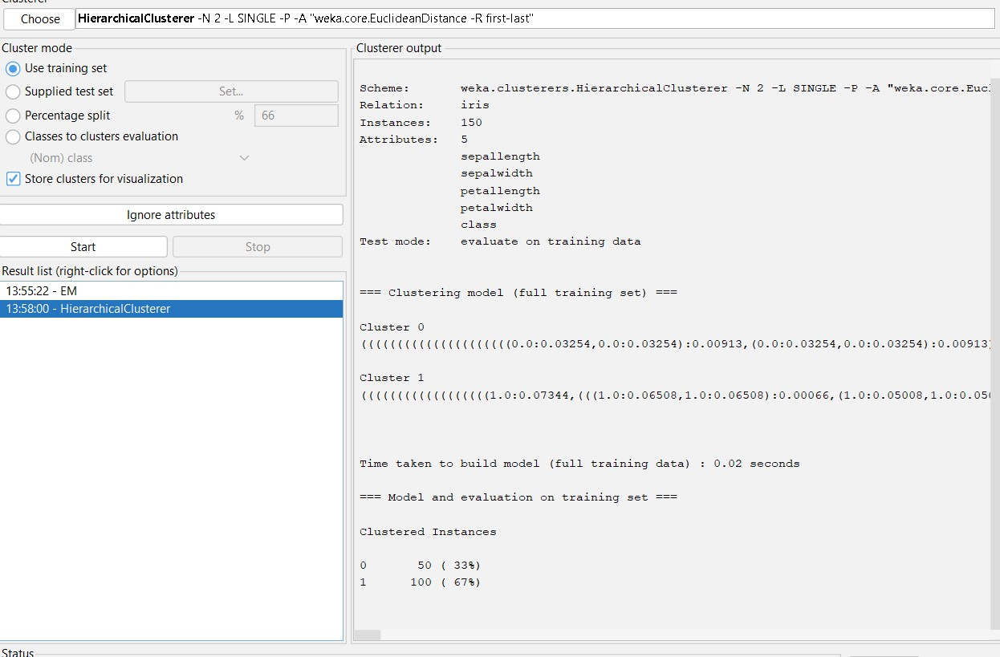 Clusterer
Choose
HierarchicalClusterer -N 2 -L SINGLE -P -A "weka.core.EuclideanDistance -R first-last"
Cluster mode
Use training set
Supplied test set
Set...
Percentage split
%
66
Classes to clusters evaluation
(Nom) class
Store clusters for visualization
Ignore attributes
Start
Stop
Result list (right-click for options)
13:55:22 - EM
13:58:00 - HierarchicalClusterer
Clusterer output
Scheme: weka.clusterers.HierarchicalClusterer -N 2 -L SINGLE -P -A "weka.core.Eucl
Relation: iris
Instances: 150
Attributes: 5
sepallength
sepalwidth
petallength
petalwidth
class
Test mode: evaluate on training data
=== Clustering model (full training set) ===
Cluster 0
(((((((((((((((((((((0.0:0.03254,0.0:0.03254):0.00913,(0.0:0.03254,0.0:0.03254):0.00913)
Cluster 1
((((((((((((((((((1.0:0.07344,(((1.0:0.06508,1.0:0.06508):0.00066,(1.0:0.05008,1.0:0.050
Time taken to build model (full training data) : 0.02 seconds
=== Model and evaluation on training set ===
Clustered Instances
0 50 ( 33%)
1 100 ( 67%)
Status